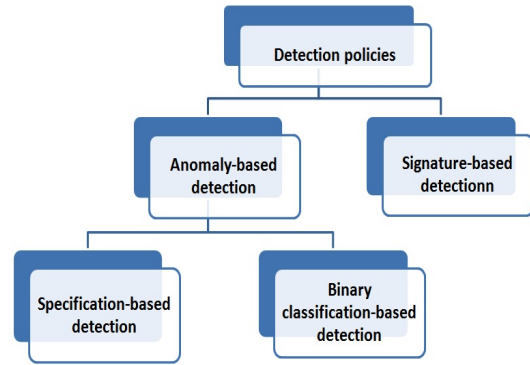 Detection policies
Anomaly-based
detection
Signature-based
detectionn
Specification-based
detection
Binary
classification-based
detection